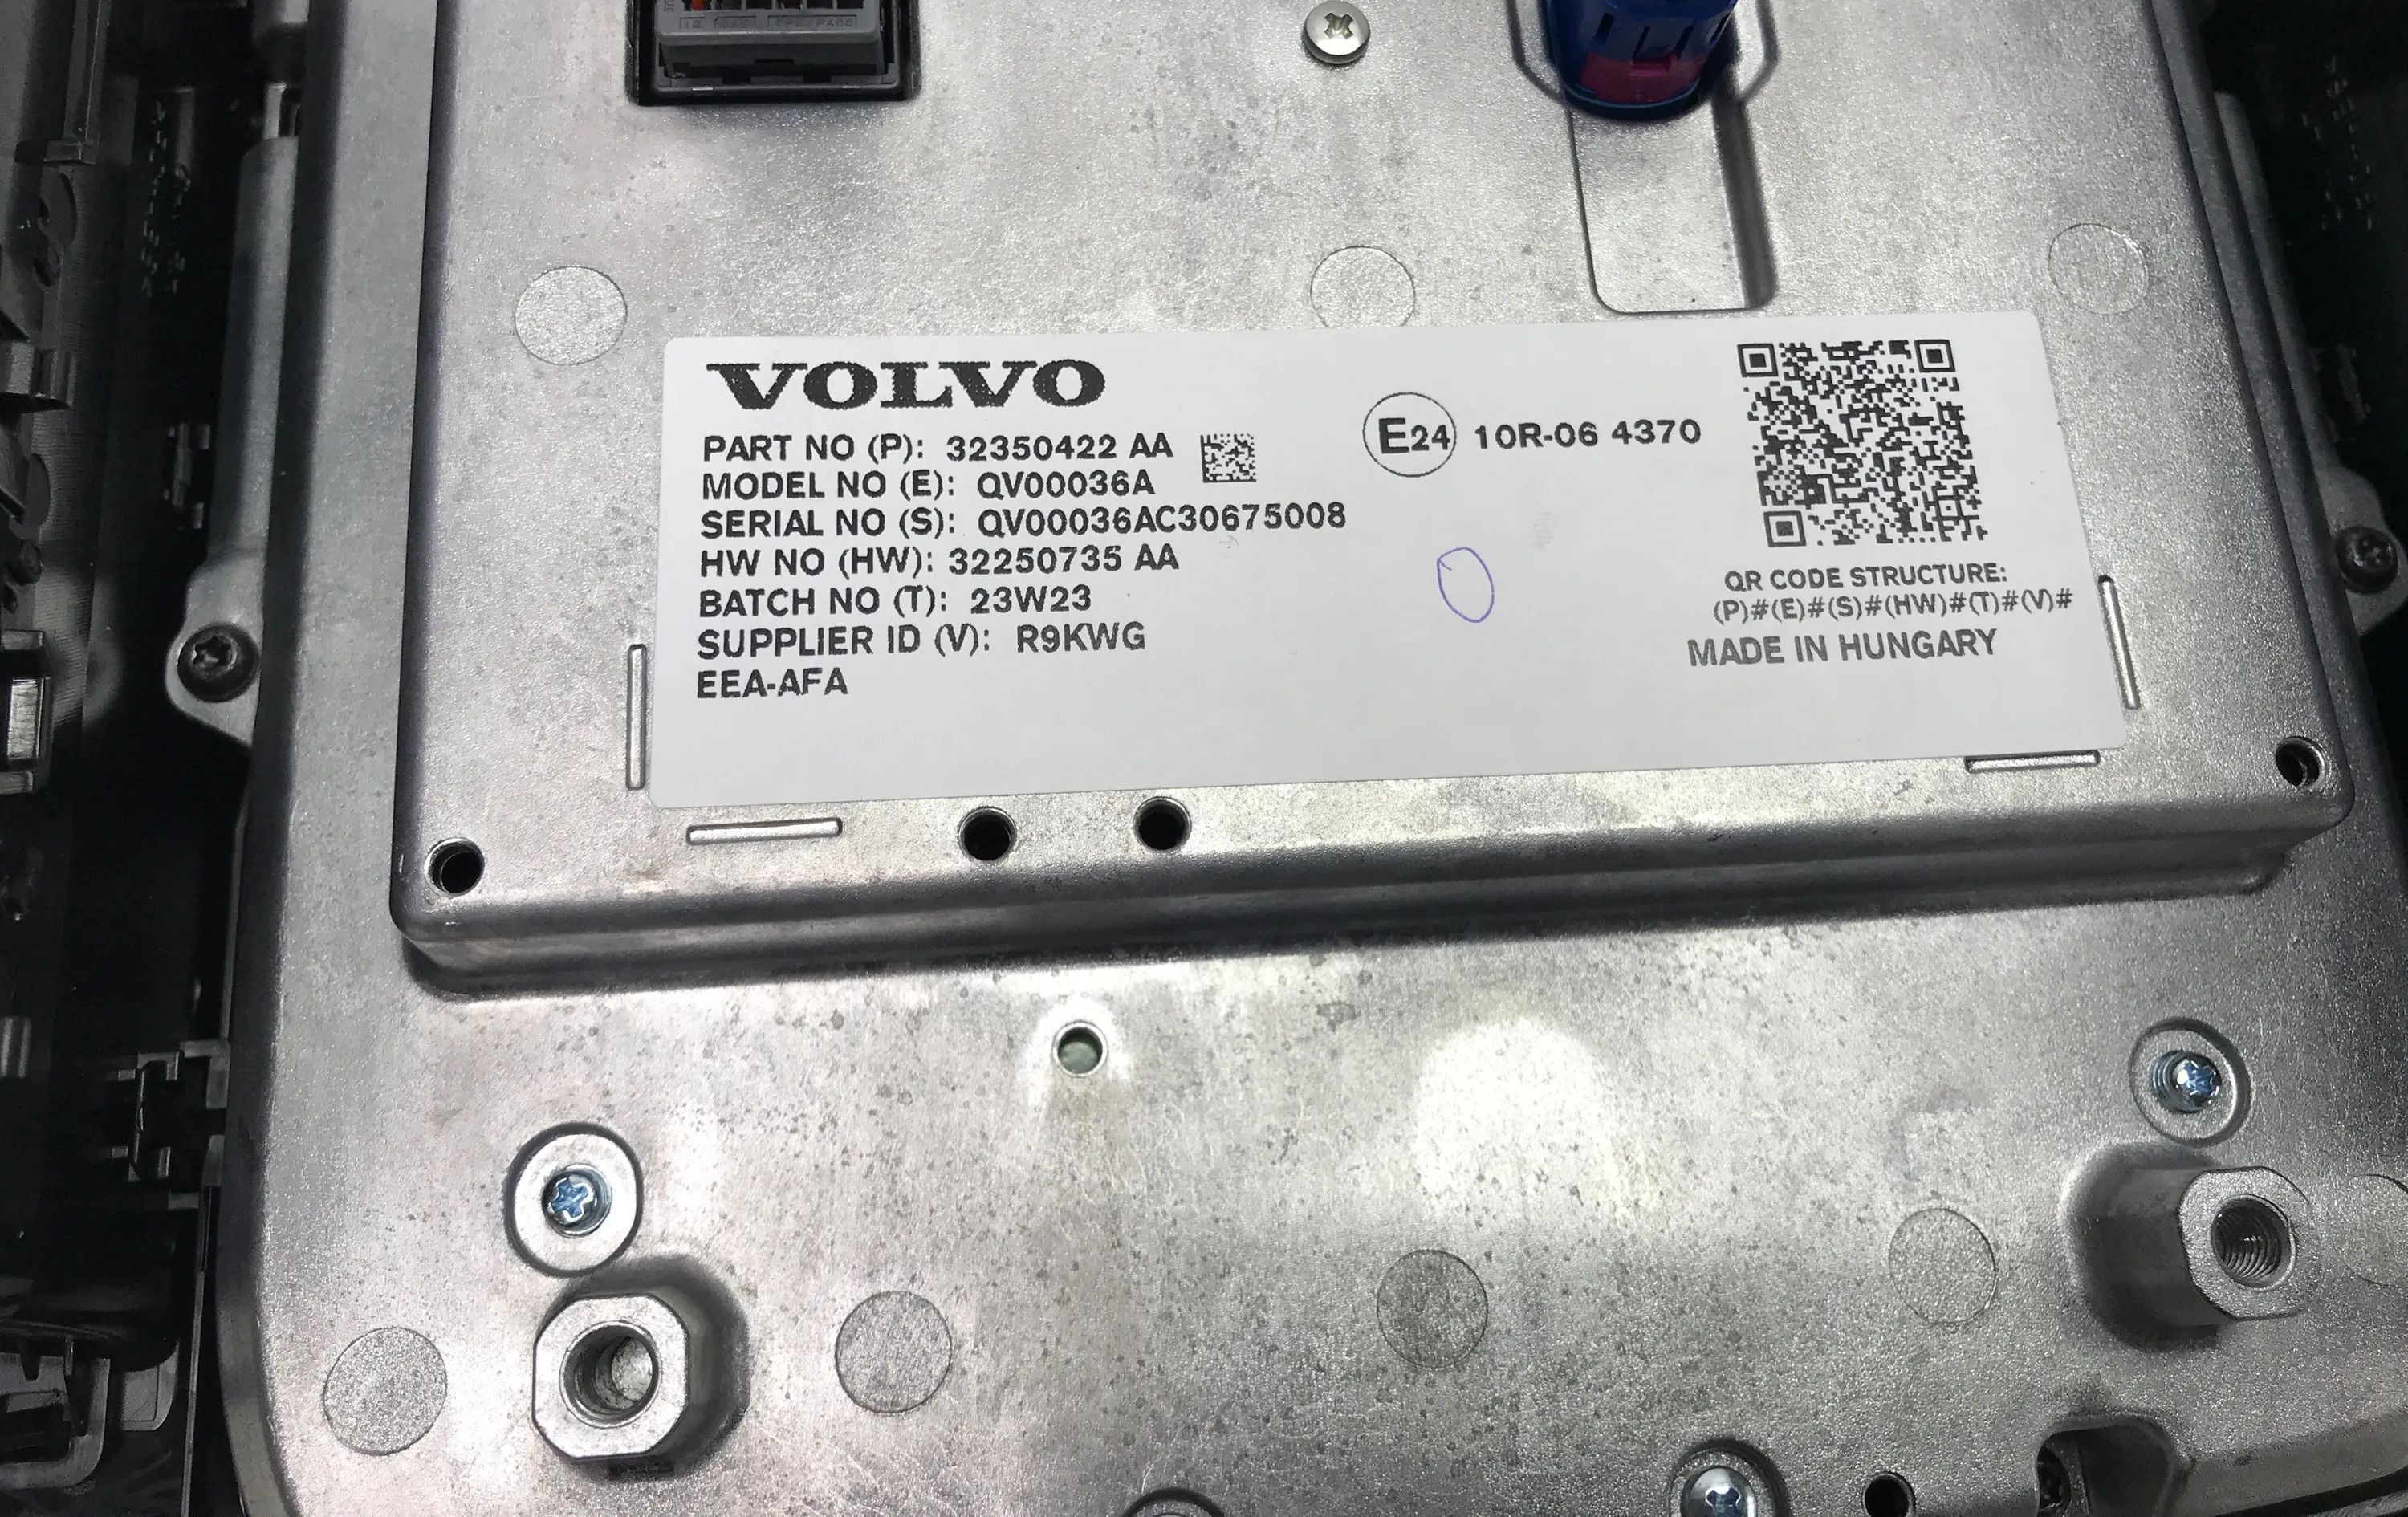 VOLVO
PART NO (P): 32350422 AA
MODEL NO (E): QV00036A
SERIAL NO (S): QV00036AC30675008
HW NO (HW): 32250735 AA
BATCH NO (T): 23W23
SUPPLIER ID (V): R9KWG
EEA-AFA
E24 10R-06 4370
QR CODE STRUCTURE:
(P)#(E)#(S)#(HW)#(T)#(V)#
MADE IN HUNGARY